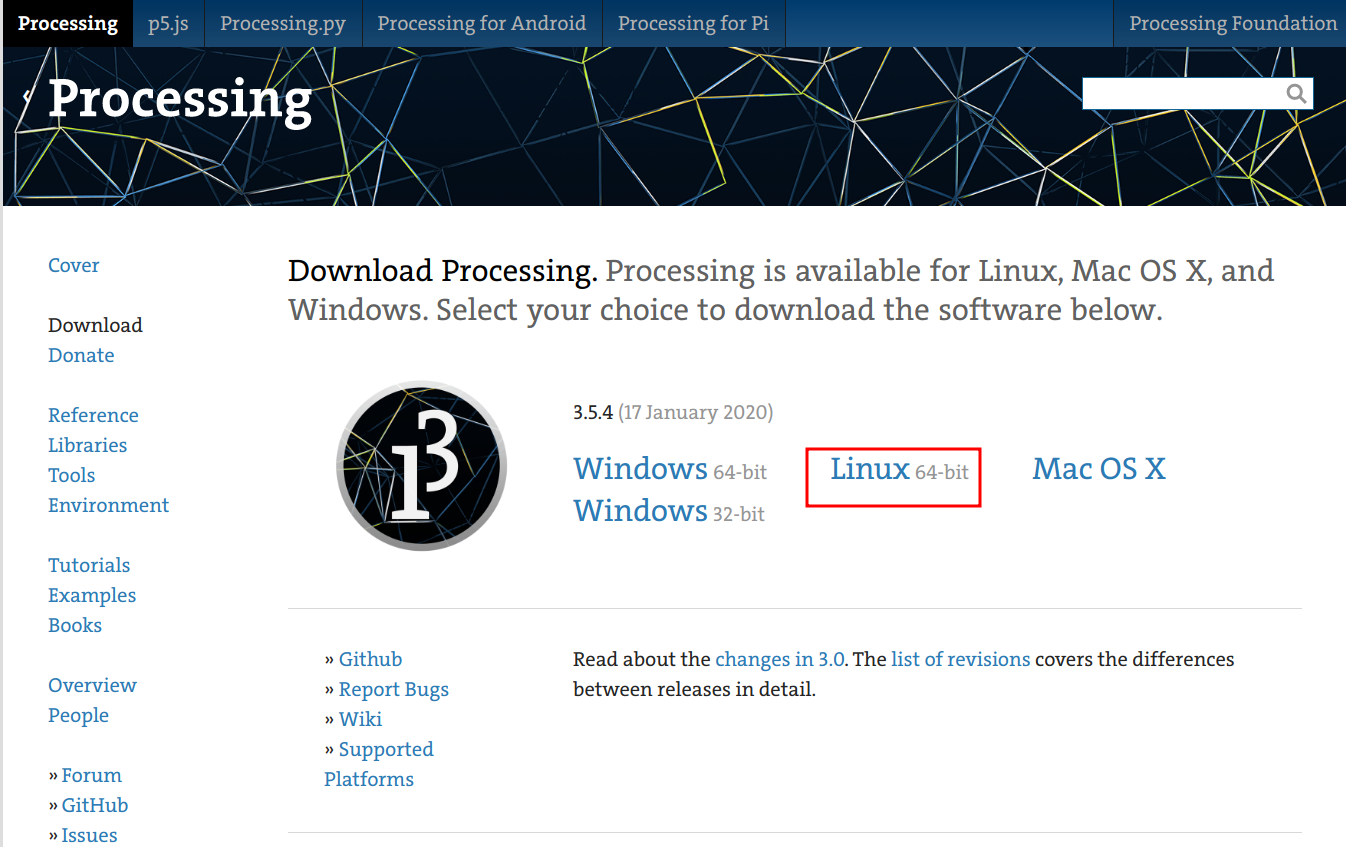 Processing p5.js Processing.py Processing for Android Processing for Pi Processing Foundation
‹ Processing
Cover
Download
Donate
Reference
Libraries
Tools
Environment
Tutorials
Examples
Books
Overview
People
» Forum
» GitHub
» Issues
Download Processing. Processing is available for Linux, Mac OS X, and
Windows. Select your choice to download the software below.
3
1
3.5.4 (17 January 2020)
Windows 64-bit Linux 64-bit Mac OS X
Windows 32-bit
» Github
» Report Bugs
» Wiki
» Supported
Platforms
Read about the changes in 3.0. The list of revisions covers the differences
between releases in detail.